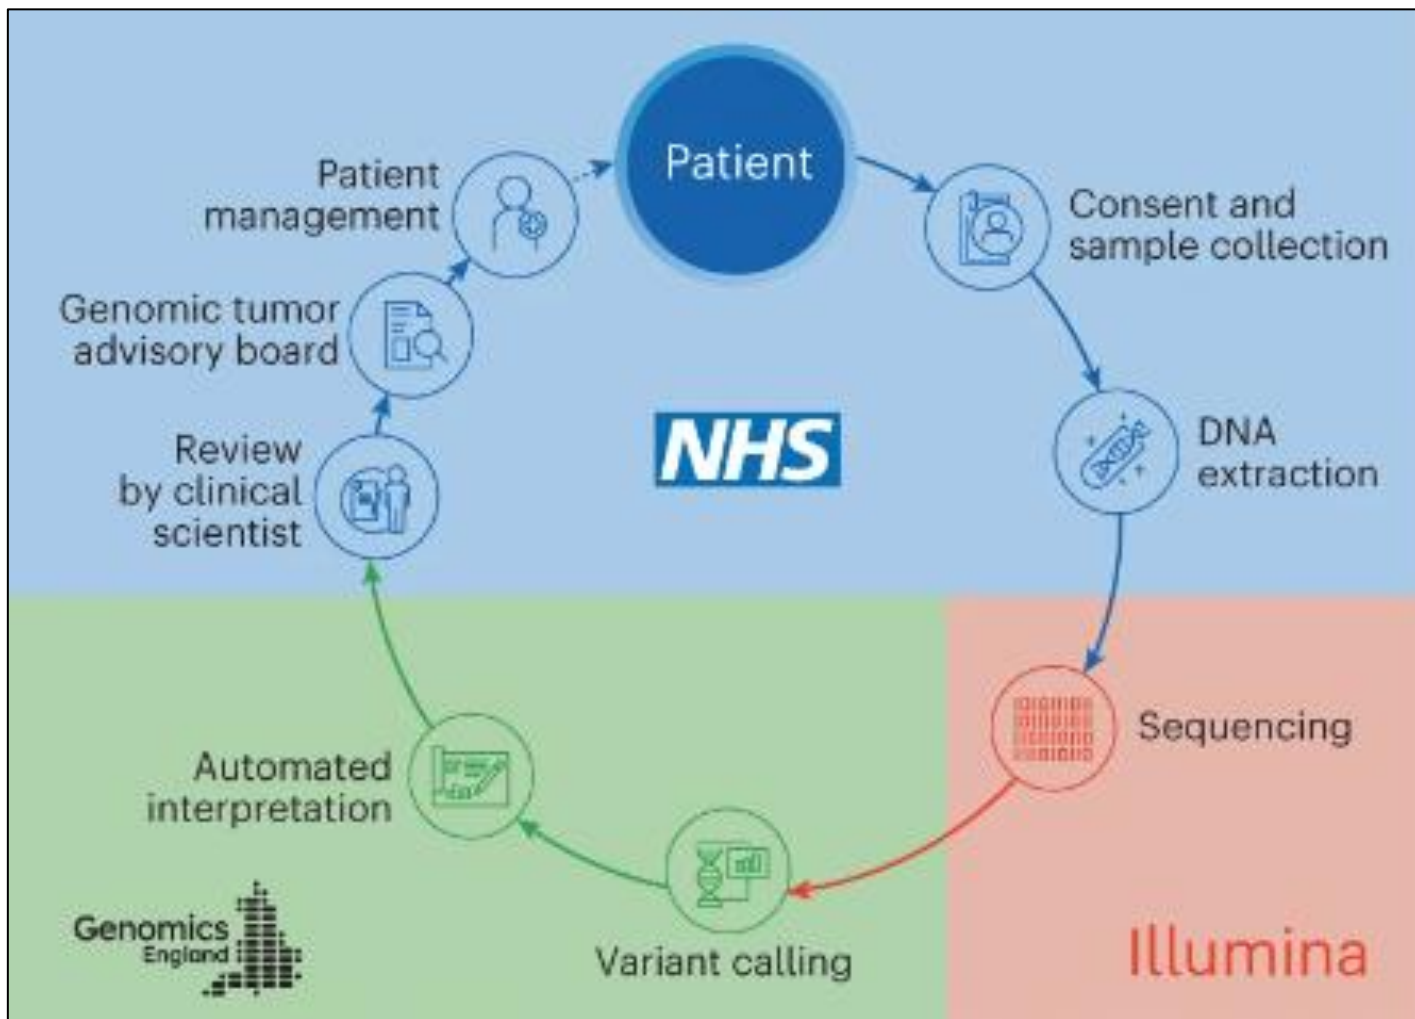 Patient
Consent and
sample collection
DNA
extraction
Sequencing
Illumina
Variant calling
Automated
interpretation
Genomics
England
Review
by clinical
scientist
Genomic tumor
advisory board
Patient
management
NHS